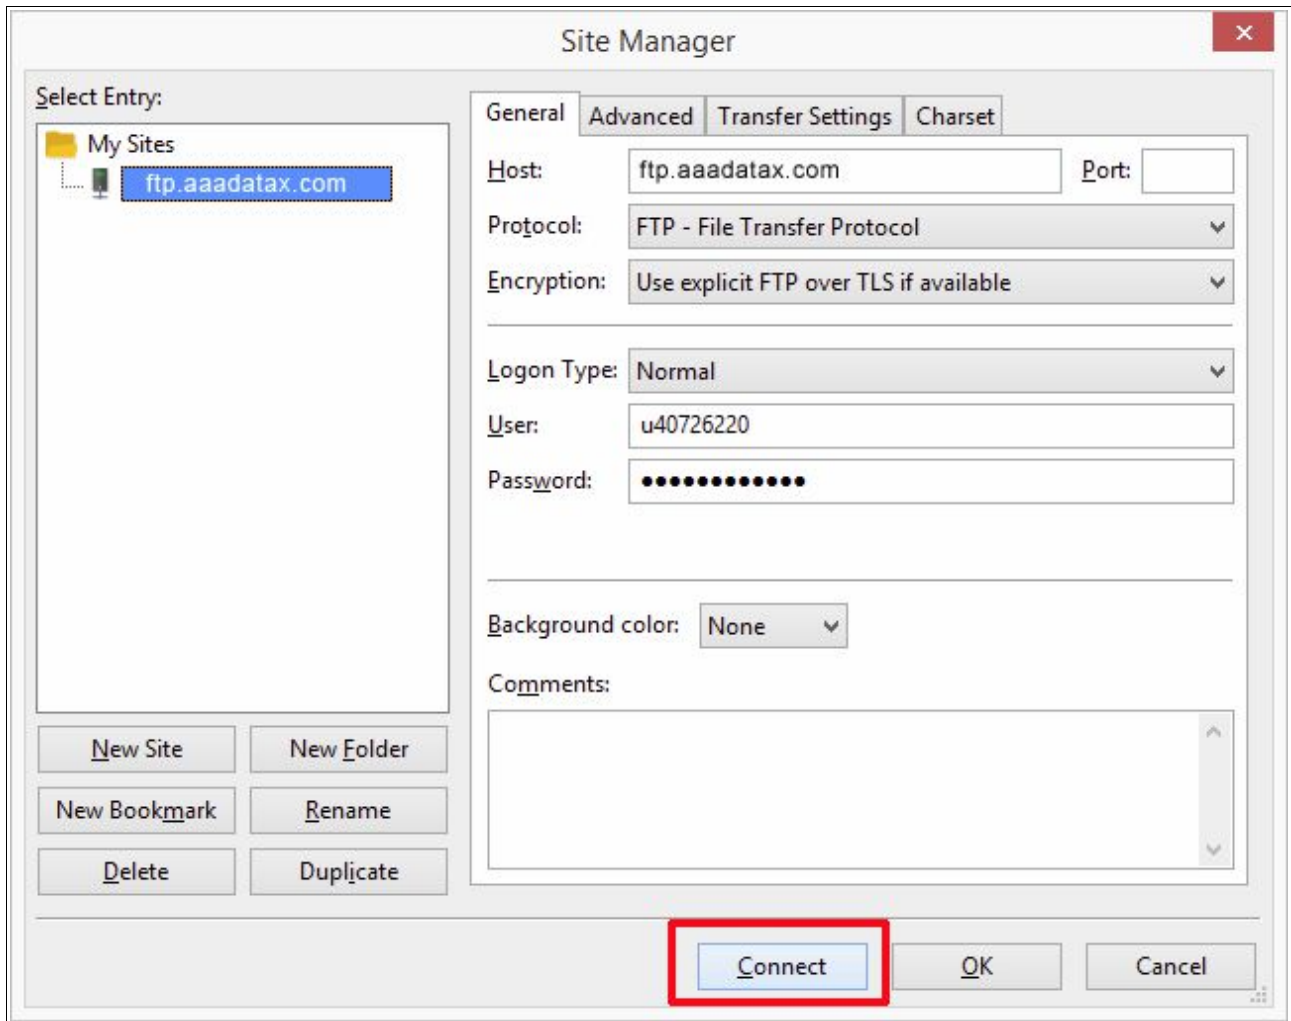 Site Manager
Select Entry:
My Sites
ftp.aaadatax.com
New Site
New Folder
New Bookmark
Rename
Delete
Duplicate
General
Advanced
Transfer Settings
Charset
Host:
ftp.aaadatax.com
Port:
Protocol:
FTP - File Transfer Protocol
Encryption:
Use explicit FTP over TLS if available
Logon Type:
Normal
User:
u40726220
Password:
••••••••••••
Background color:
None
Comments:
Connect
OK
Cancel